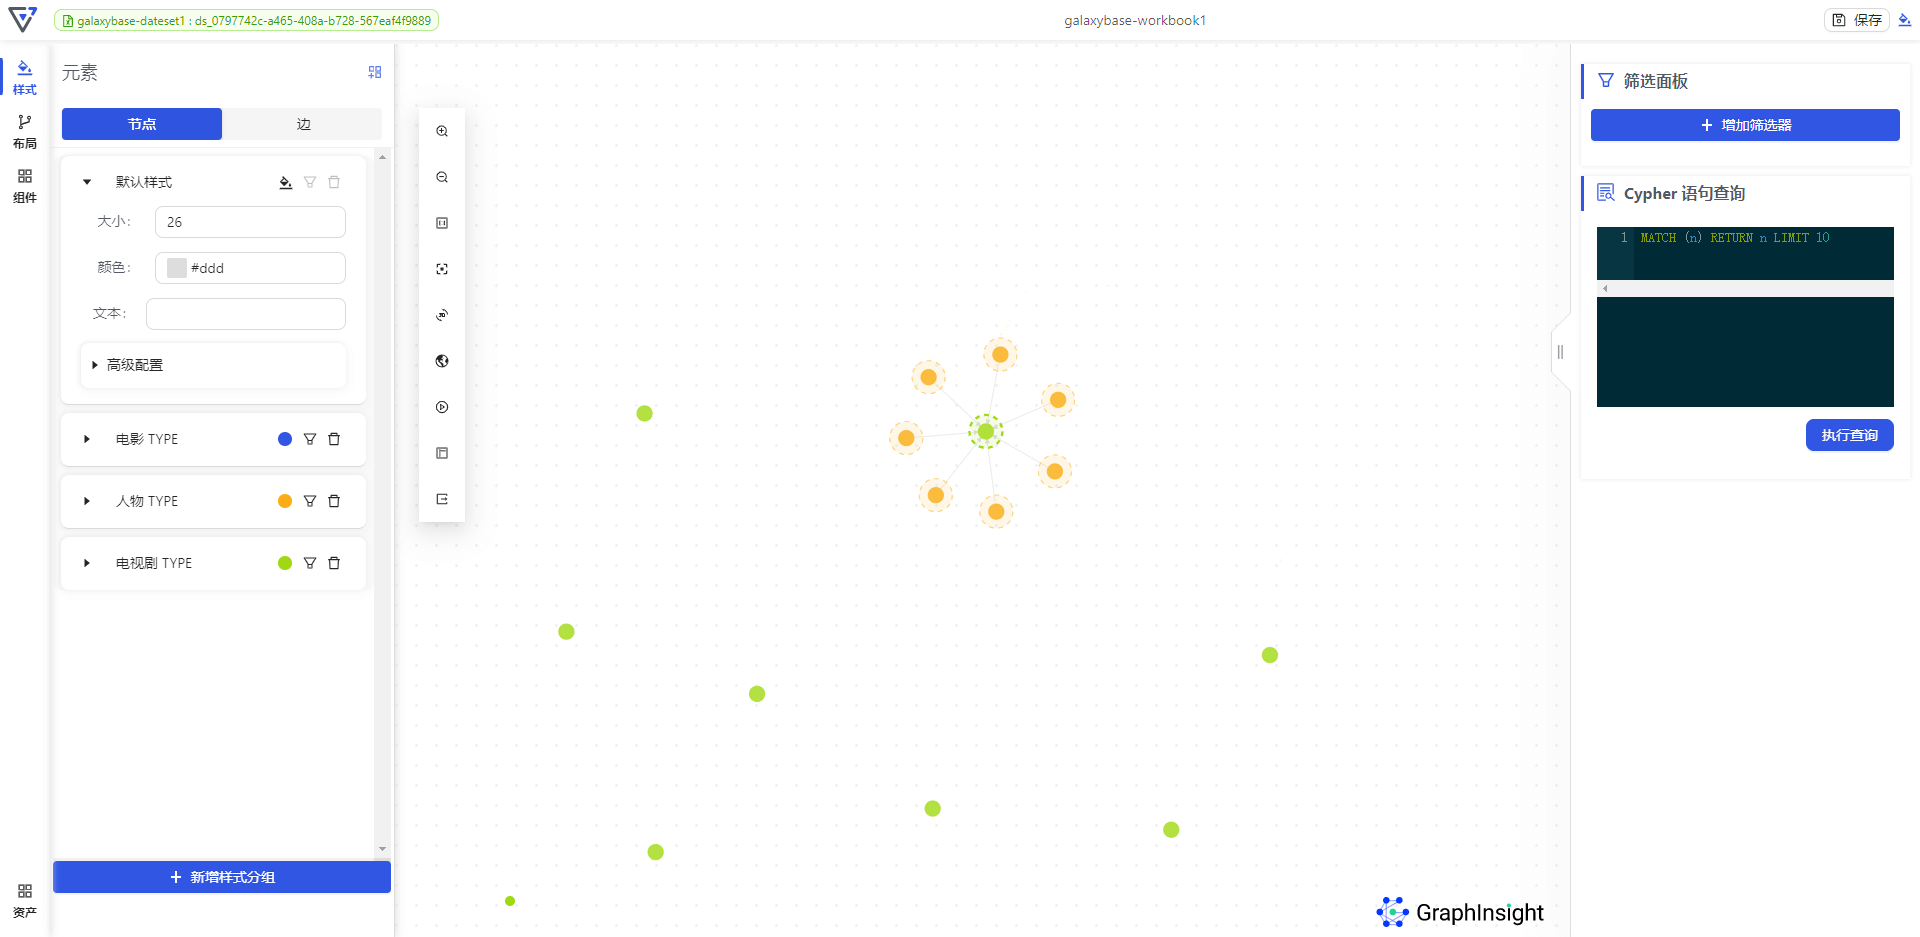 galaxybase-dateset1 : ds_0797742c-a465-408a-b728-567eaf4f9889
galaxybase-workbook1
保存
样式
布局
组件
资产
元素
节点
边
默认样式
大小：
26
颜色：
#ddd
文本：
高级配置
电影 TYPE
人物 TYPE
电视剧 TYPE
+ 新增样式分组
GraphInsight
筛选面板
+ 增加筛选器
Cypher 语句查询
1 MATCH (n) RETURN n LIMIT 10
执行查询